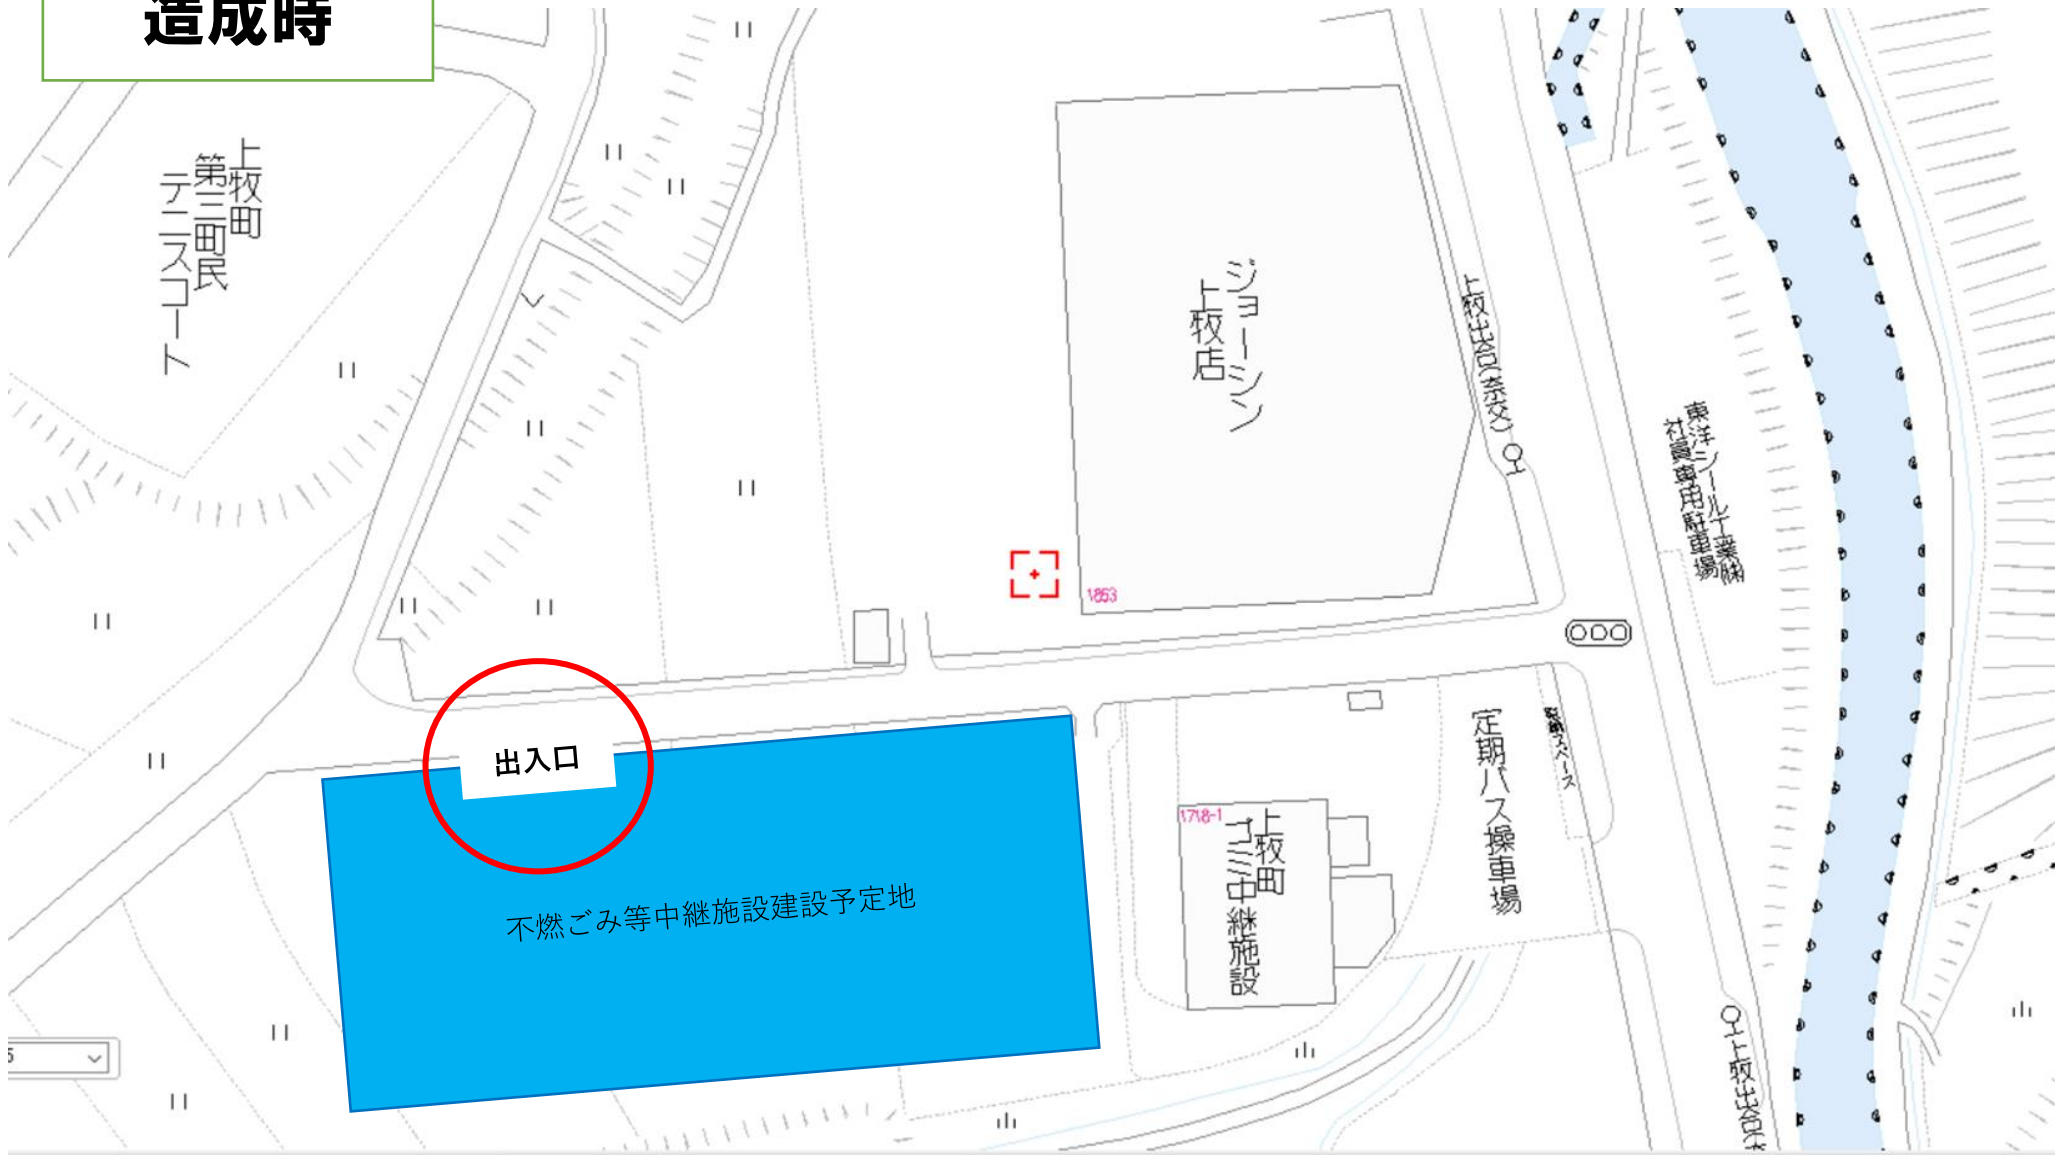 造成時
上牧町
第三町民
テニスコート
ジョーシン
上牧店
上牧出合(奈交)
東洋シール工業㈱
社員専用駐車場
1853
出入口
不燃ごみ等中継施設建設予定地
1718-1
上牧町
ゴミ中継施設
定期バス操車場
上牧出合(